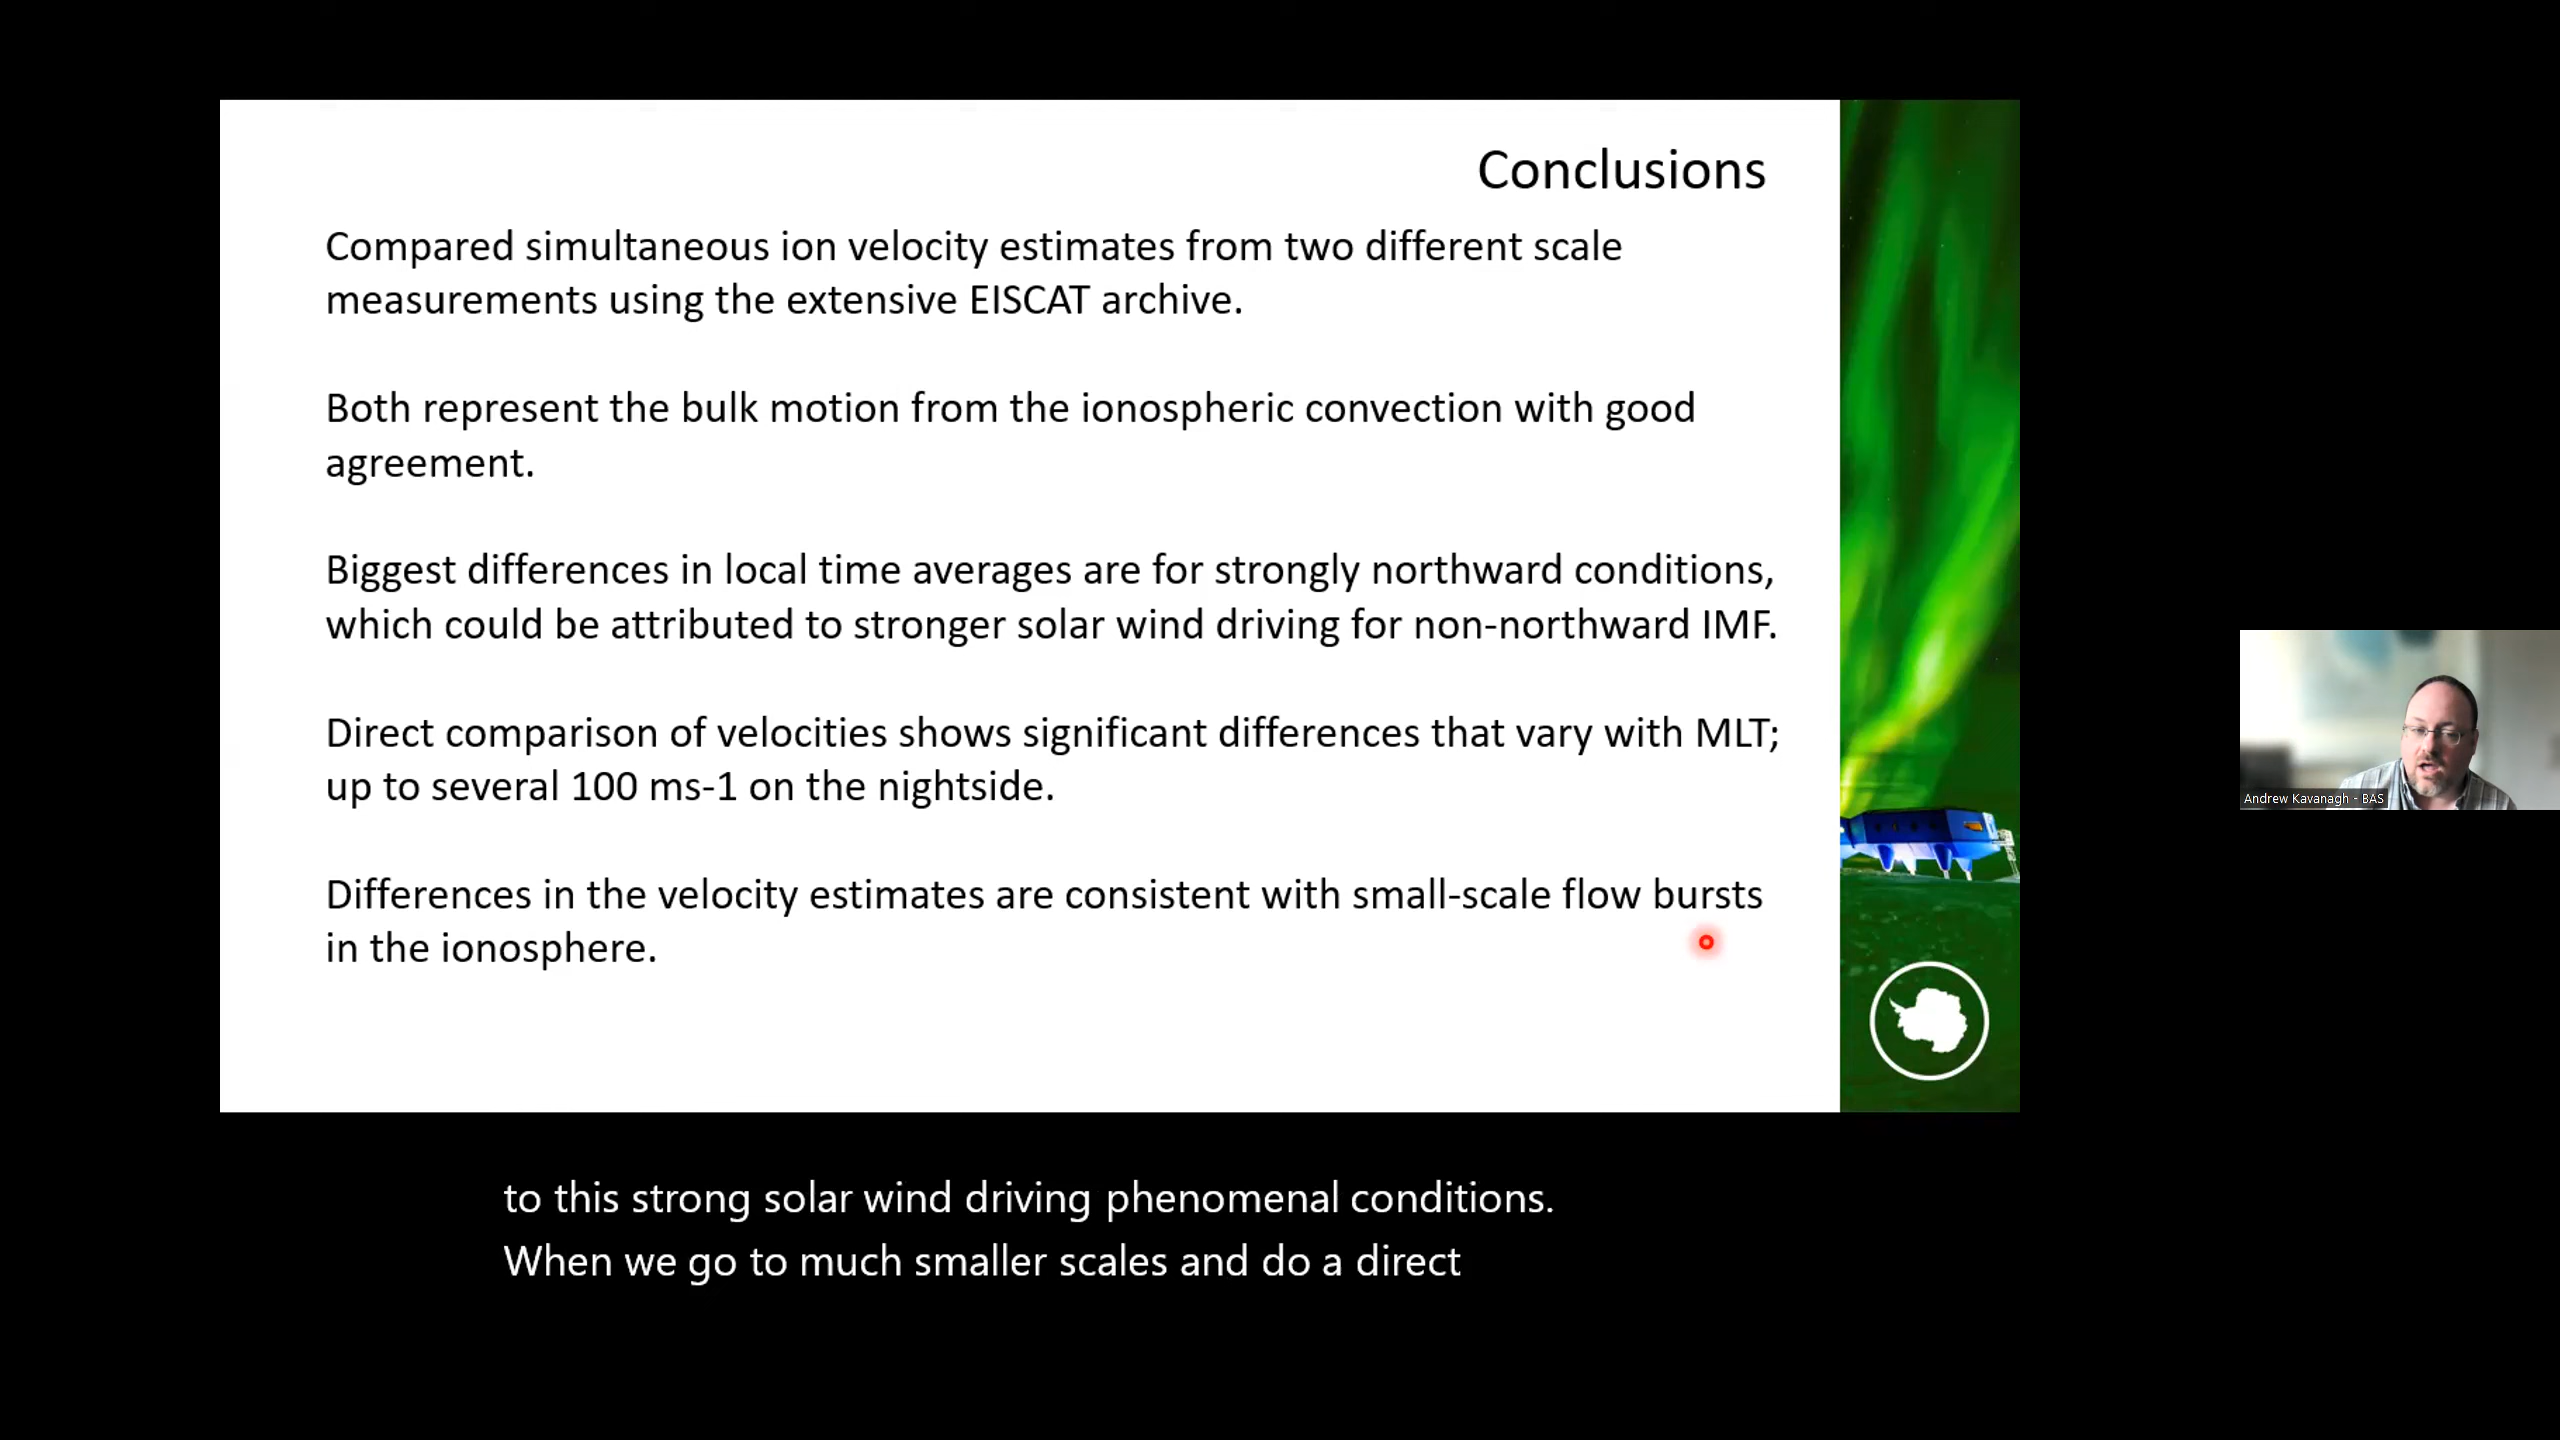 Conclusions
Compared simultaneous ion velocity estimates from two different scale
measurements using the extensive EISCAT archive.
Both represent the bulk motion from the ionospheric convection with good
agreement.
Biggest differences in local time averages are for strongly northward conditions,
which could be attributed to stronger solar wind driving for non-northward IMF.
Direct comparison of velocities shows significant differences that vary with MLT;
up to several 100 ms-1 on the nightside.
Differences in the velocity estimates are consistent with small-scale flow bursts
in the ionosphere.
Andrew Kavanagh - BAS
to this strong solar wind driving phenomenal conditions.
When we go to much smaller scales and do a direct